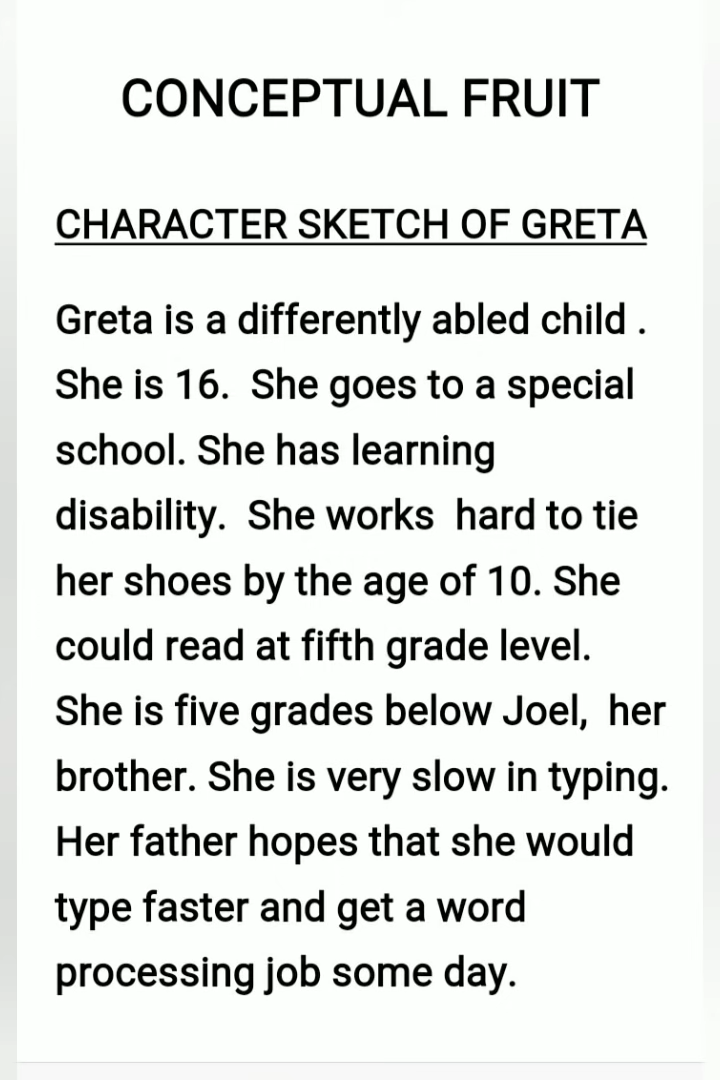 CONCEPTUAL FRUIT
CHARACTER SKETCH OF GRETA
Greta is a differently abled child .
She is 16.  She goes to a special
school. She has learning
disability.  She works  hard to tie
her shoes by the age of 10. She
could read at fifth grade level.
She is five grades below Joel,  her
brother. She is very slow in typing.
Her father hopes that she would
type faster and get a word
processing job some day.